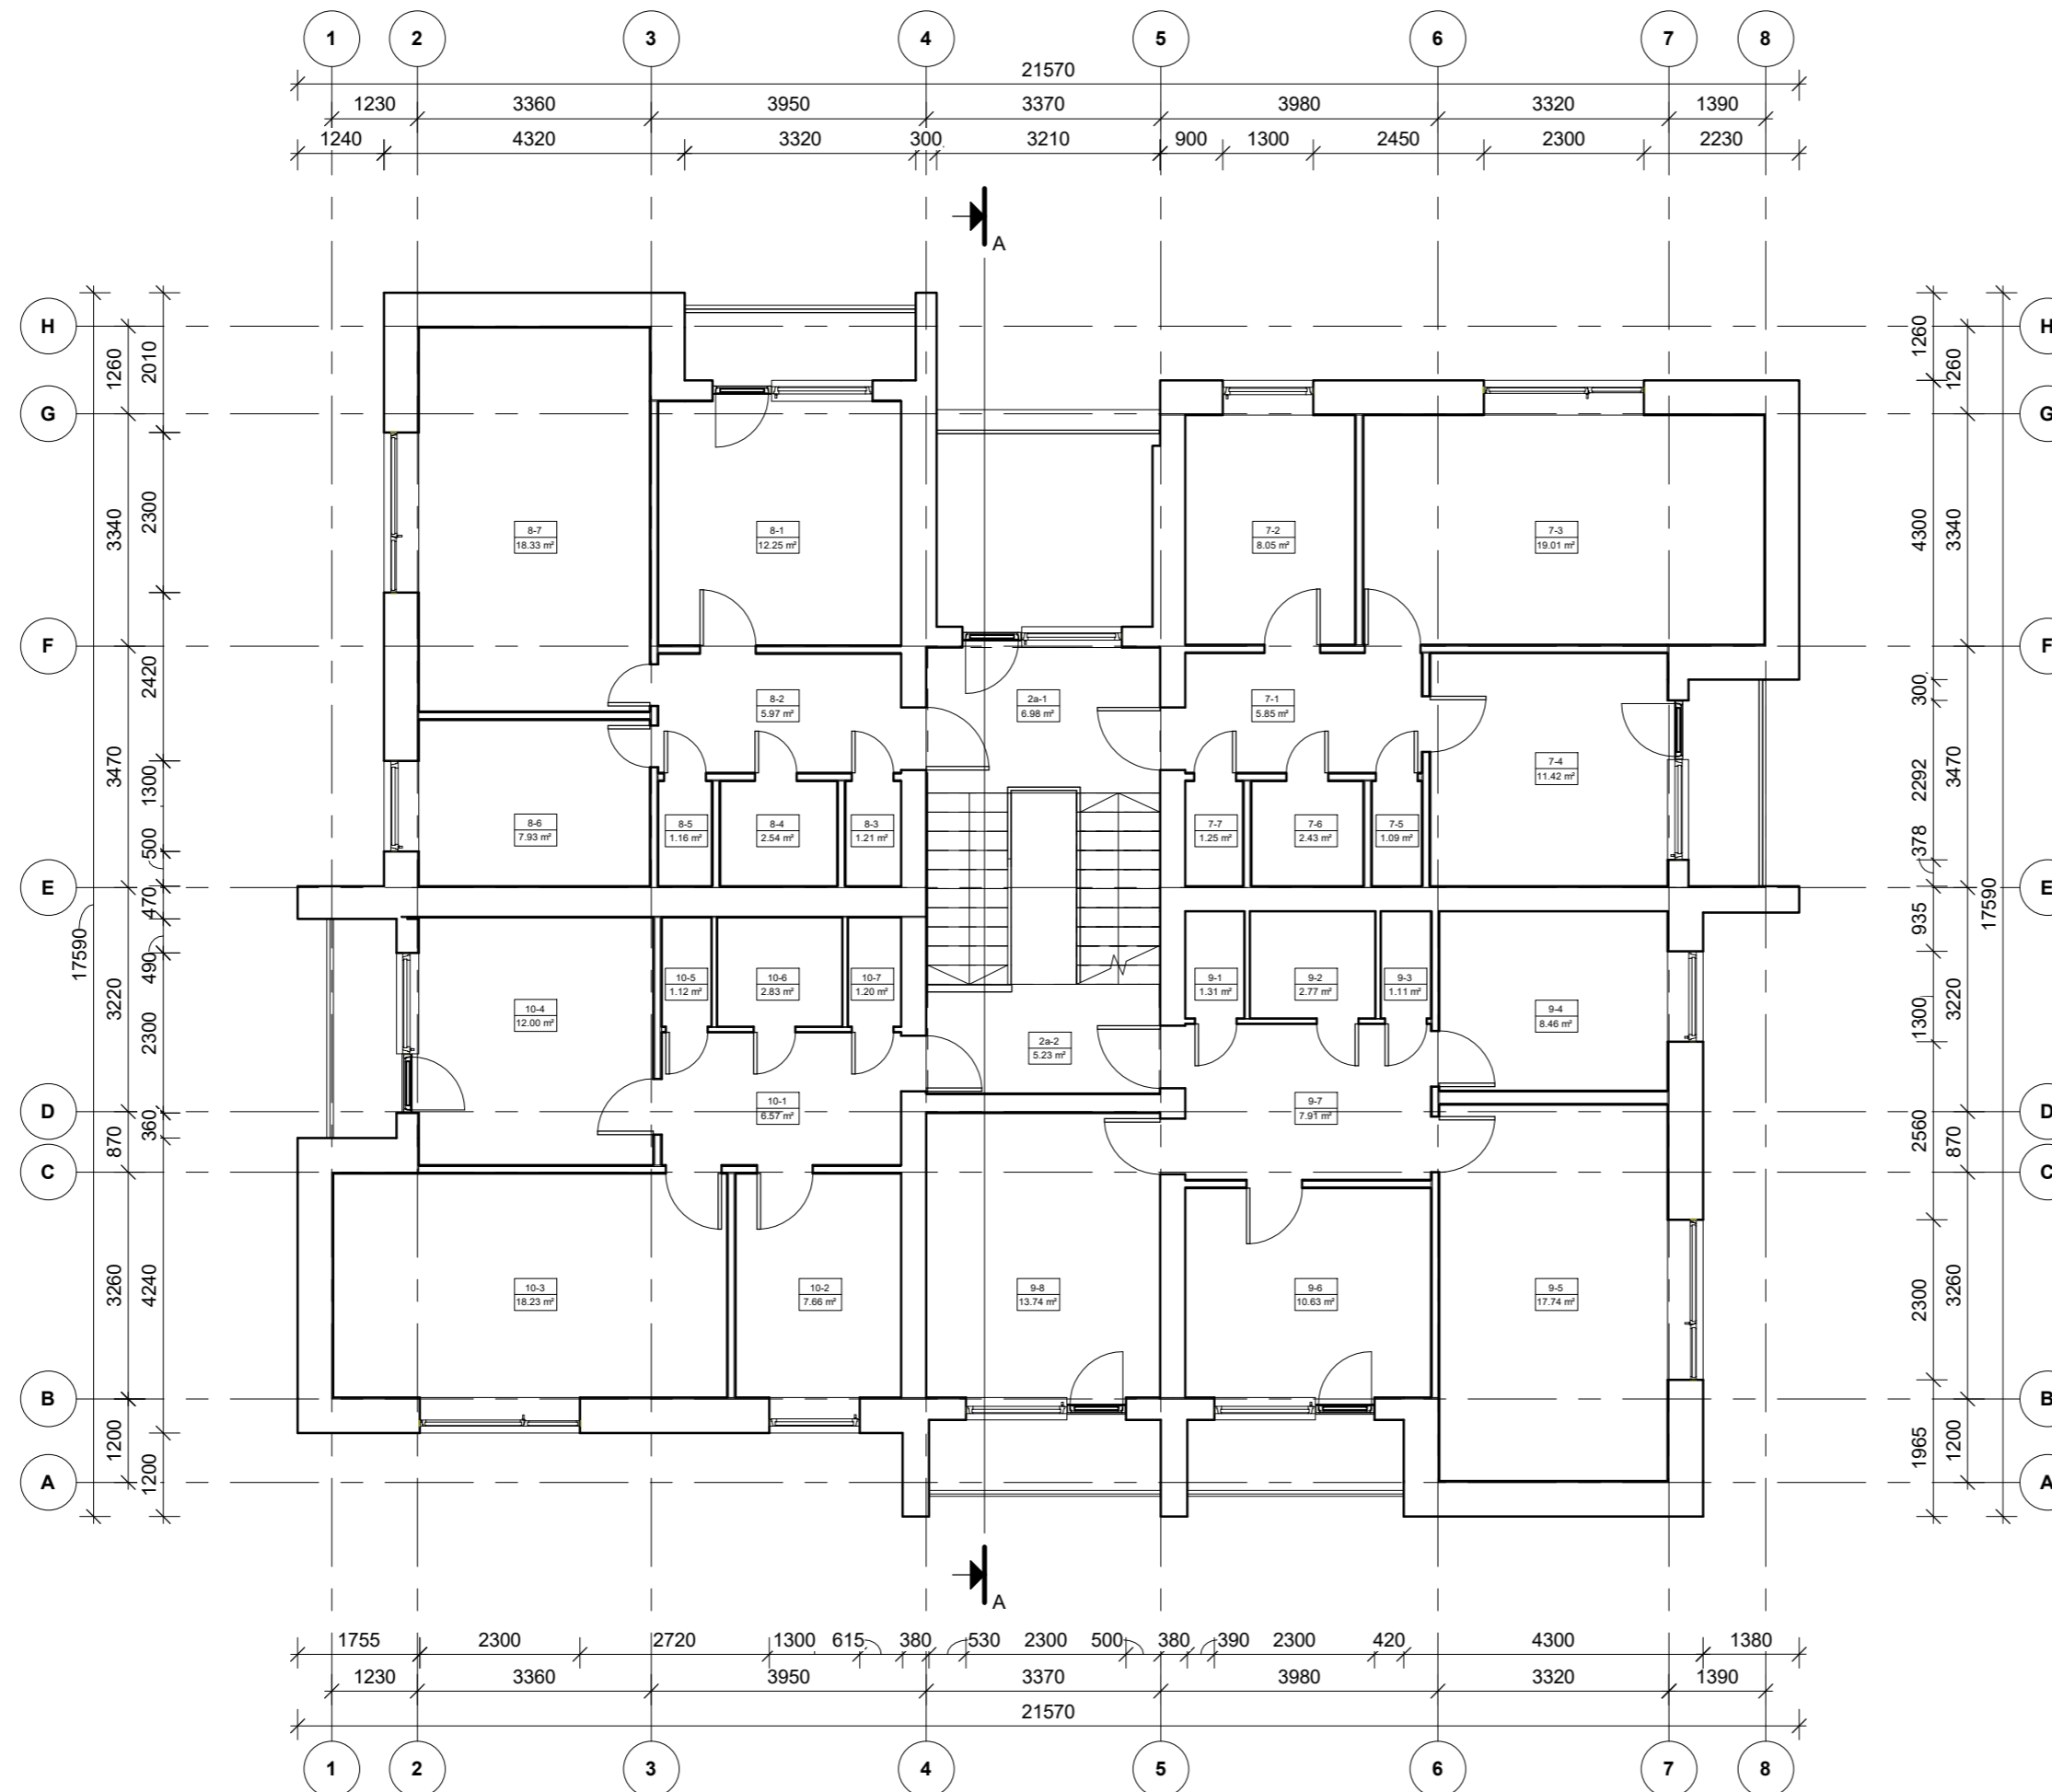 1 2 3 4 5 6 7 8
21570
1230 3360 3950 3370 3980 3320 1390
1240 4320 3320 300 3210 900 1300 2450 2300 2230
A
H H
1260 2010 1260 1260
G G
3340 2300 4300 3340
8-7 8-1 7-2 7-3
18.33 m² 12.25 m² 8.05 m² 19.01 m²
F F
2420 300
8-2 2a-1 7-1
5.97 m² 6.98 m² 5.85 m²
3470 1300 2292 3470
7-4
11.42 m²
8-6 8-5 8-4 8-3 7-7 7-6 7-5
7.93 m² 1.16 m² 2.54 m² 1.21 m² 1.25 m² 2.43 m² 1.09 m²
500 378
E E
470 935
17590 17590
490
10-5 10-6 10-7 9-1 9-2 9-3
1.12 m² 2.83 m² 1.20 m² 1.31 m² 2.77 m² 1.11 m²
3220 2300 1300 3220
10-4 9-4
12.00 m² 8.46 m²
2a-2
5.23 m²
D D
10-1 9-7
6.57 m² 7.91 m²
870 360 2560 870
C C
3260 4240 2300 3260
10-3 10-2 9-8 9-6 9-5
18.23 m² 7.66 m² 13.74 m² 10.63 m² 17.74 m²
B B
1200 1200 1965 1200
A A
A
1755 2300 2720 1300 615 380 530 2300 500 380 390 2300 420 4300 1380
1230 3360 3950 3370 3980 3320 1390
21570
1 2 3 4 5 6 7 8